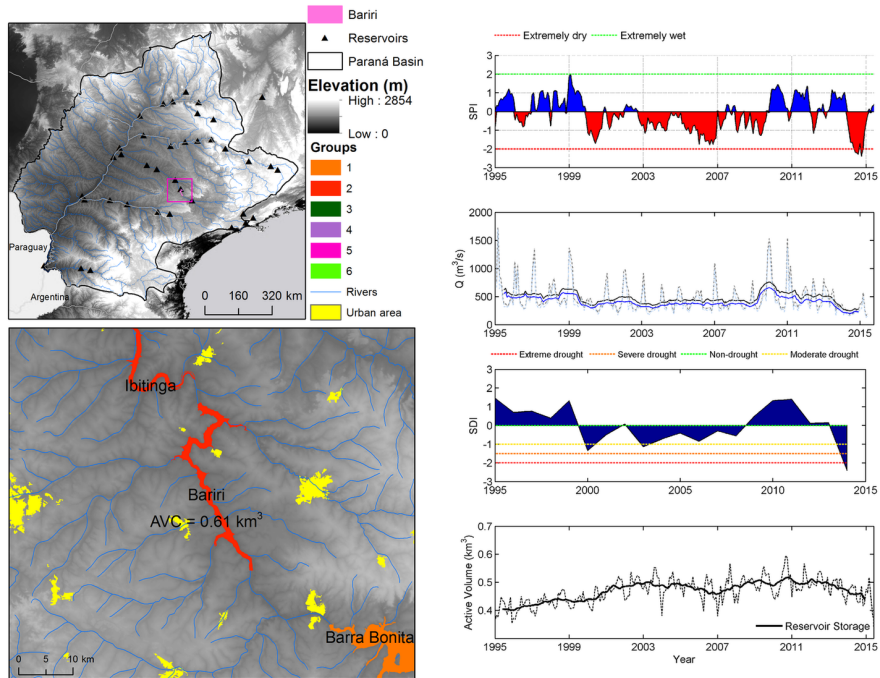 Bariri
Reservoirs
Paraná Basin
Elevation (m)
High : 2854
Low : 0
Groups
1
2
3
4
5
6
Rivers
Urban area
Paraguay
Argentina
0 160 320 km
Ibitinga
Bariri
AVC = 0.61 km³
Barra Bonita
0 5 10 km
Extremely dry Extremely wet
SPI
3
2
1
0
-1
-2
-3
1995 1999 2003 2007 2011 2015
Q (m³/s)
2000
1500
1000
500
0
1995 1999 2003 2007 2011 2015
Extreme drought Severe drought Non-drought Moderate drought
SDI
3
2
1
0
-1
-2
-3
1995 2000 2005 2010 2015
Active Volume (km³)
0.7
0.6
0.5
0.4
Reservoir Storage
1995 1999 2003 2007 2011 2015
Year